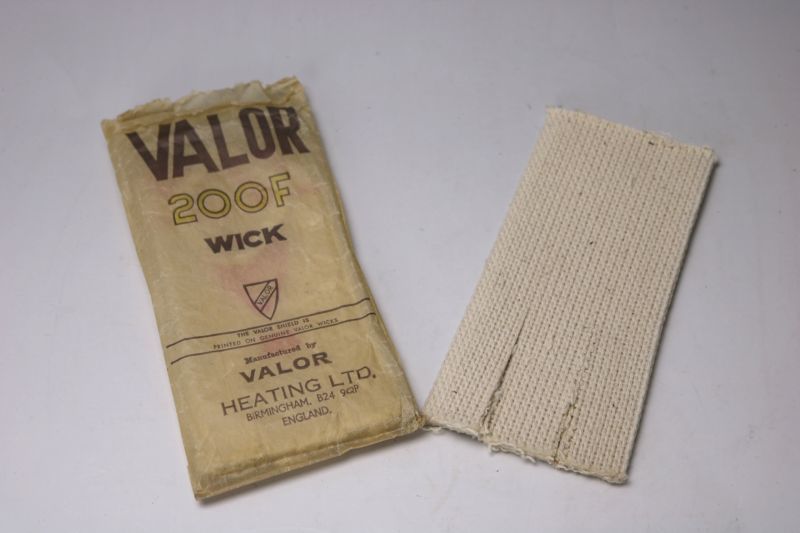 VALOR
200F
WICK
VALOR
THE VALOR SHIELD IS
PRINTED ON GENUINE VALOR WICKS
Manufactured by
VALOR
HEATING LTD.
BIRMINGHAM. B24 9QP
ENGLAND.